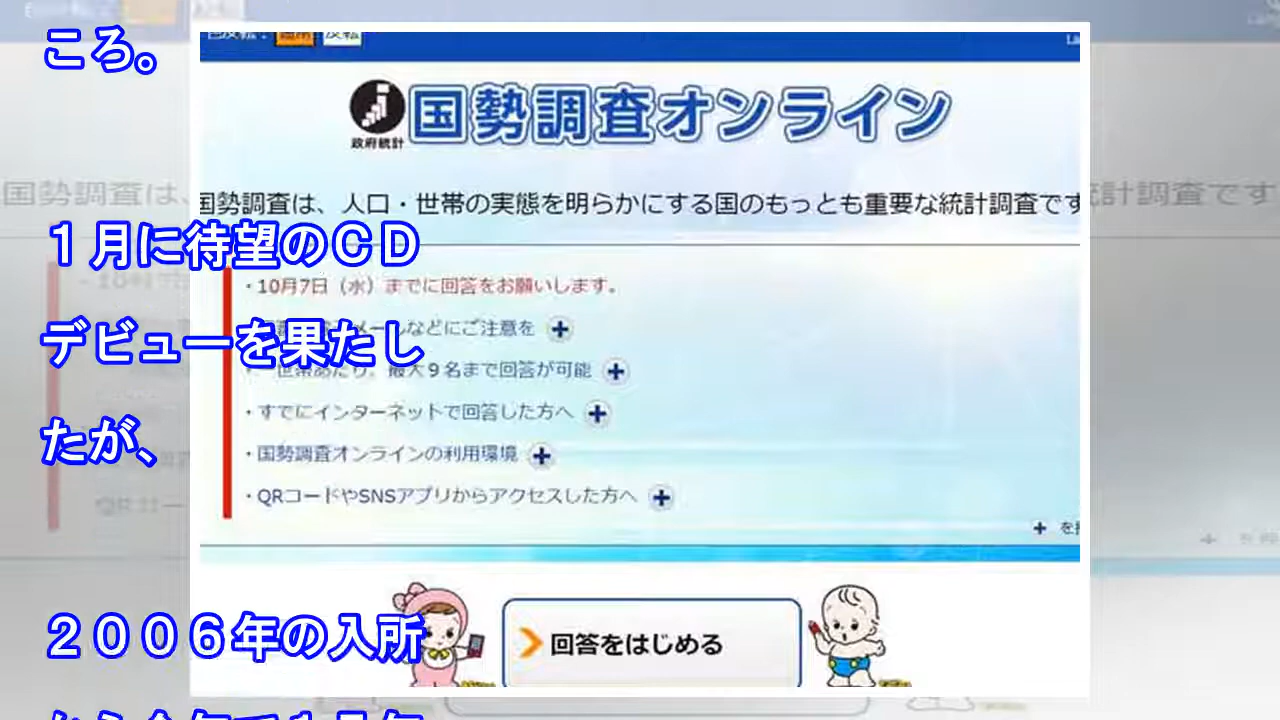 ころ。
国勢調査オンライン
政府統計
国勢調査は、人口・世帯の実態を明らかにする国のもっとも重要な統計調査です
１月に待望のＣＤ
・10月7日（水）までに回答をお願いします。
メールなどにご注意を
デビューを果たし
世帯あたり、最大９名まで回答が可能
・すでにインターネットで回答した方へ
たが、
・国勢調査オンラインの利用環境
・QRコードやSNSアプリからアクセスした方へ
+ を
２００６年の入所
回答をはじめる